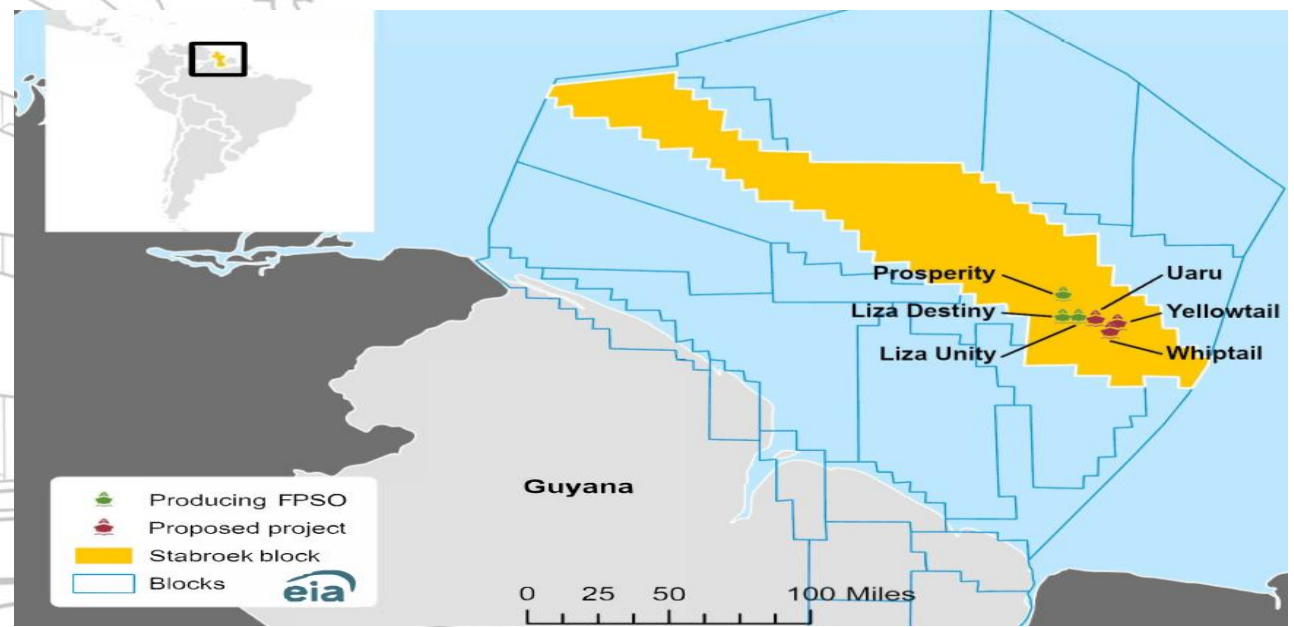 Prosperity
Uaru
Liza Destiny
Yellowtail
Liza Unity
Whiptail
Guyana
Producing FPSO
Proposed project
Stabroek block
Blocks
eia
0 25 50 100 Miles